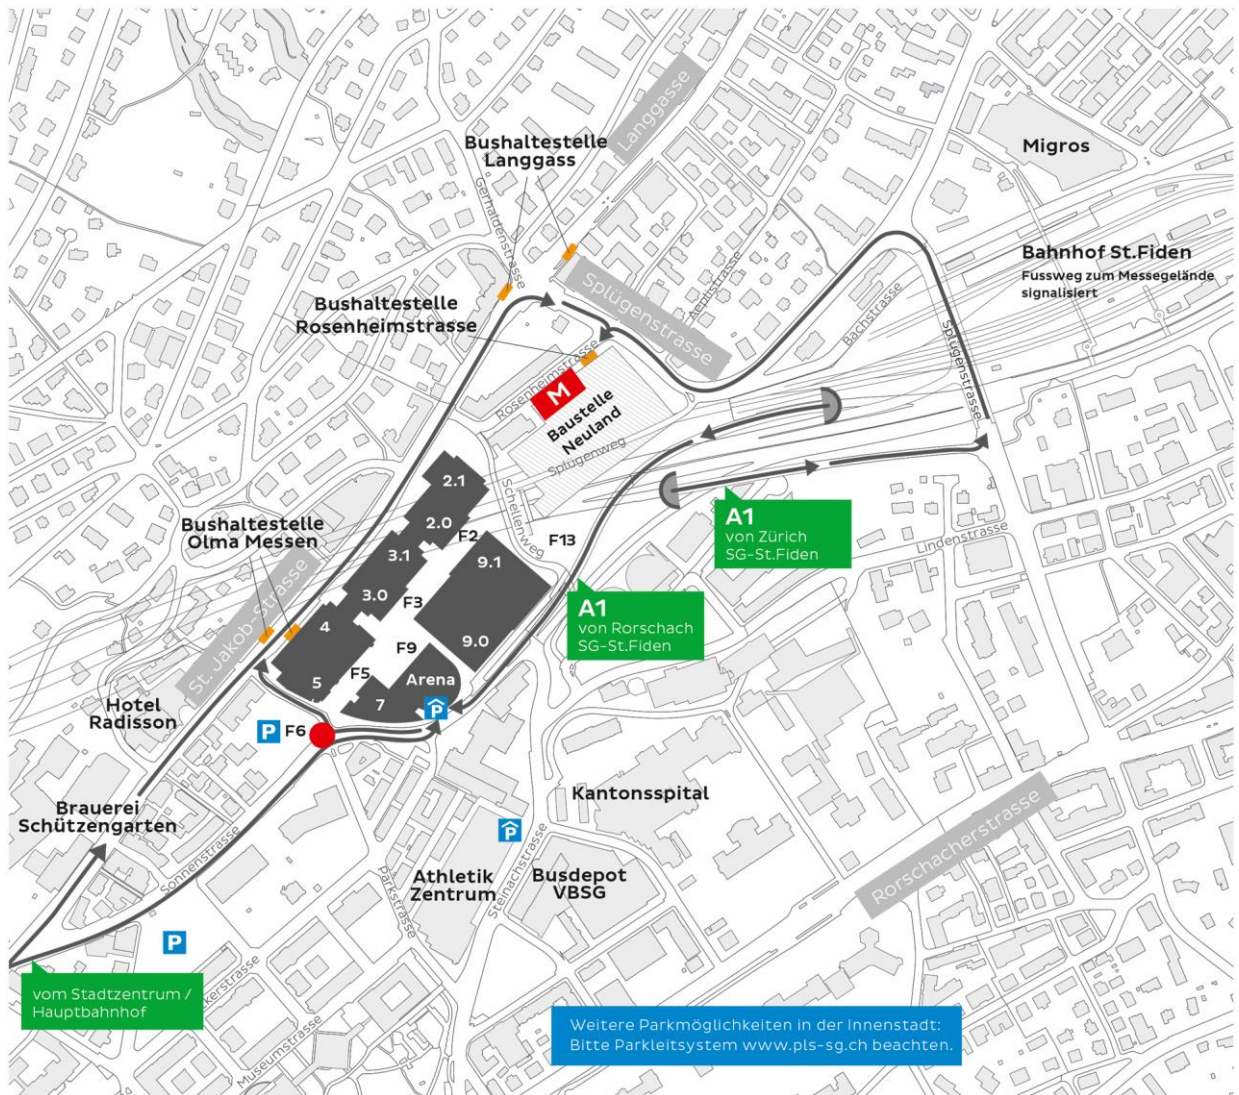 Langgasse
Bushaltestelle
Langgass
Gerhaldenstrasse
Migros
Bahnhof St.Fiden
Fussweg zum Messegelände
signalisiert
Bushaltestelle
Rosenheimstrasse
Splügenstrasse
Aeplistrasse
Bachstrasse
Splügenstrasse
Rosenheimstrasse
M
Baustelle
Neuland
Splügenweg
Schellenweg
2.1
2.0
F2
3.1
3.0
F3
9.1
9.0
F13
F9
4
5
F5
7
Arena
P
A1
von Zürich
SG-St.Fiden
Lindenstrasse
A1
von Rorschach
SG-St.Fiden
Bushaltestelle
Olma Messen
St. Jakob-Strasse
Hotel
Radisson
P
F6
Brauerei
Schützengarten
Sonnenstrasse
Kantonsspital
P
Athletik
Zentrum
Busdepot
VBSG
Steinachstrasse
Parkstrasse
Rorschacherstrasse
P
vom Stadtzentrum /
Hauptbahnhof
kerstrasse
Museumstrasse
Weitere Parkmöglichkeiten in der Innenstadt:
Bitte Parkleitsystem www.pls-sg.ch beachten.